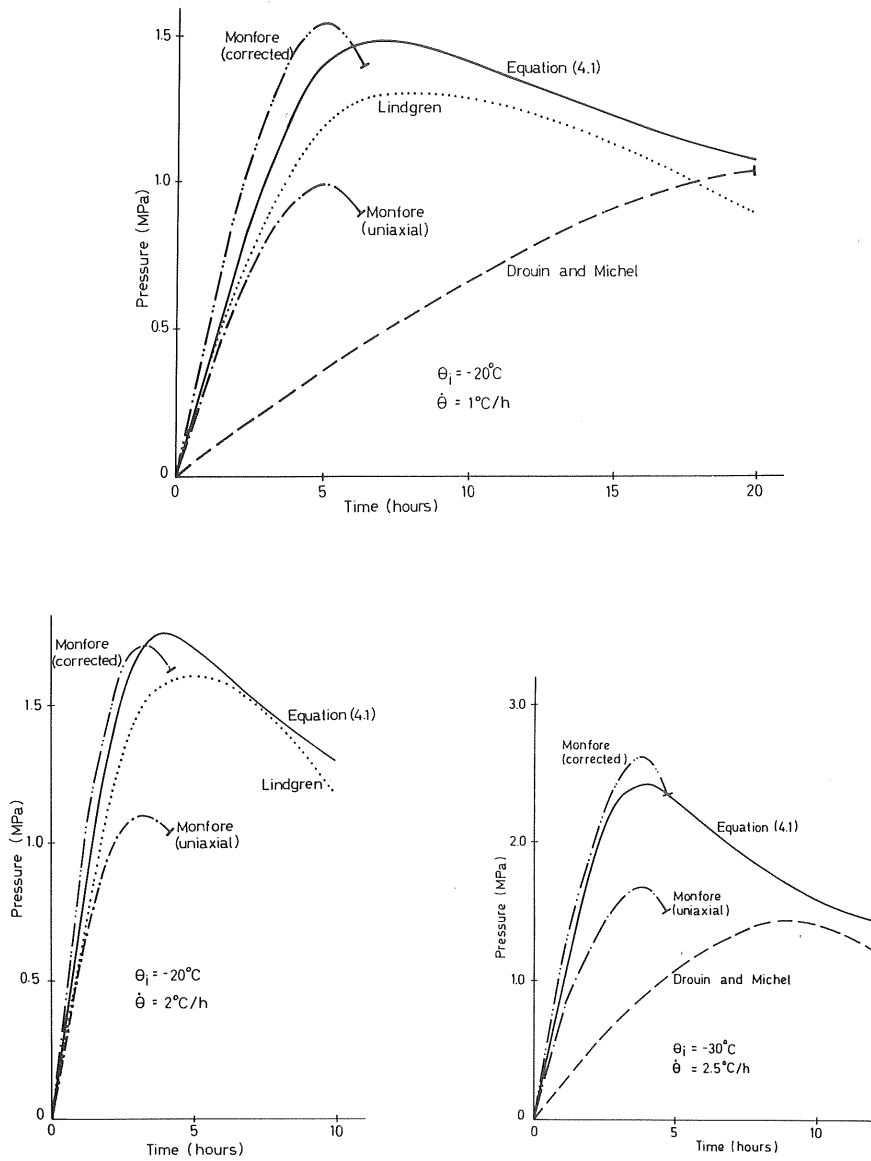 1.5
Monfore
(corrected)
Equation (4.1)
Lindgren
1.0
Monfore
(uniaxial)
Pressure (MPa)
Drouin and Michel
0.5
θi = -20°C
θ̇ = 1°C/h
0
0
5
10
15
20
Time (hours)
Monfore
(corrected)
1.5
Equation (4.1)
Lindgren
1.0
Monfore
(uniaxial)
Pressure (MPa)
0.5
θi = -20°C
θ̇ = 2°C/h
0
0
5
10
Time (hours)
3.0
Monfore
(corrected)
Equation (4.1)
2.0
Monfore
(uniaxial)
Pressure (MPa)
1.0
Drouin and Michel
θi = -30°C
θ̇ = 2.5°C/h
0
0
5
10
Time (hours)